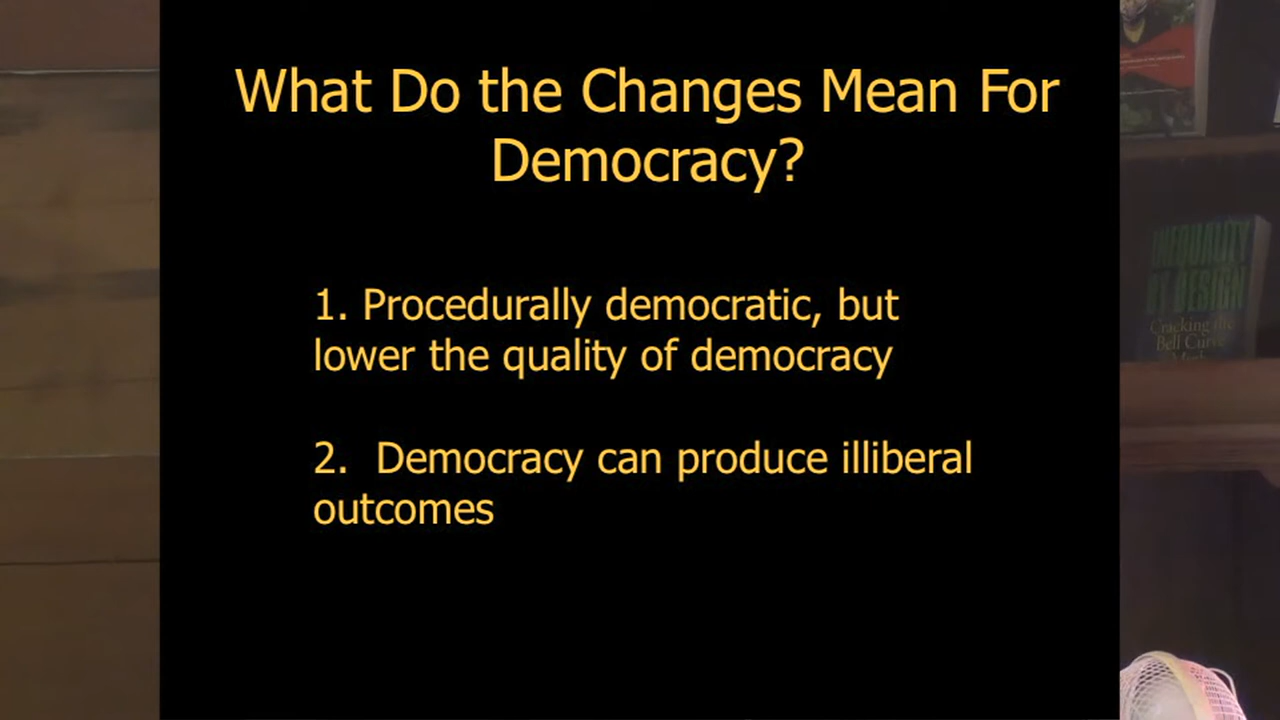 What Do the Changes Mean For
Democracy?
1. Procedurally democratic, but
lower the quality of democracy
2. Democracy can produce illiberal
outcomes
INEQUALITY
BY DESIGN
Cracking the
Bell Curve